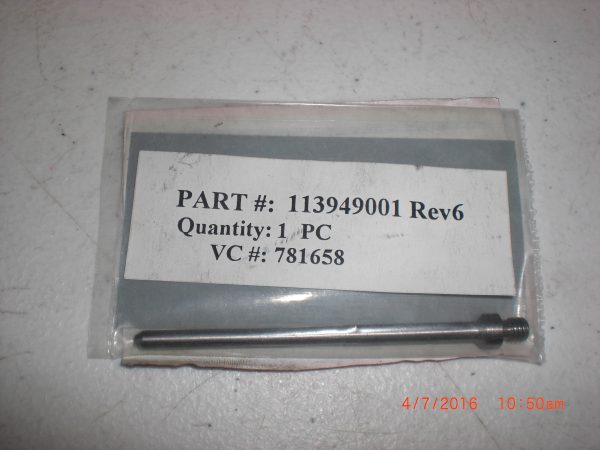 PART #: 113949001 Rev6
Quantity: 1 PC
VC #: 781658
4/7/2016 10:50am